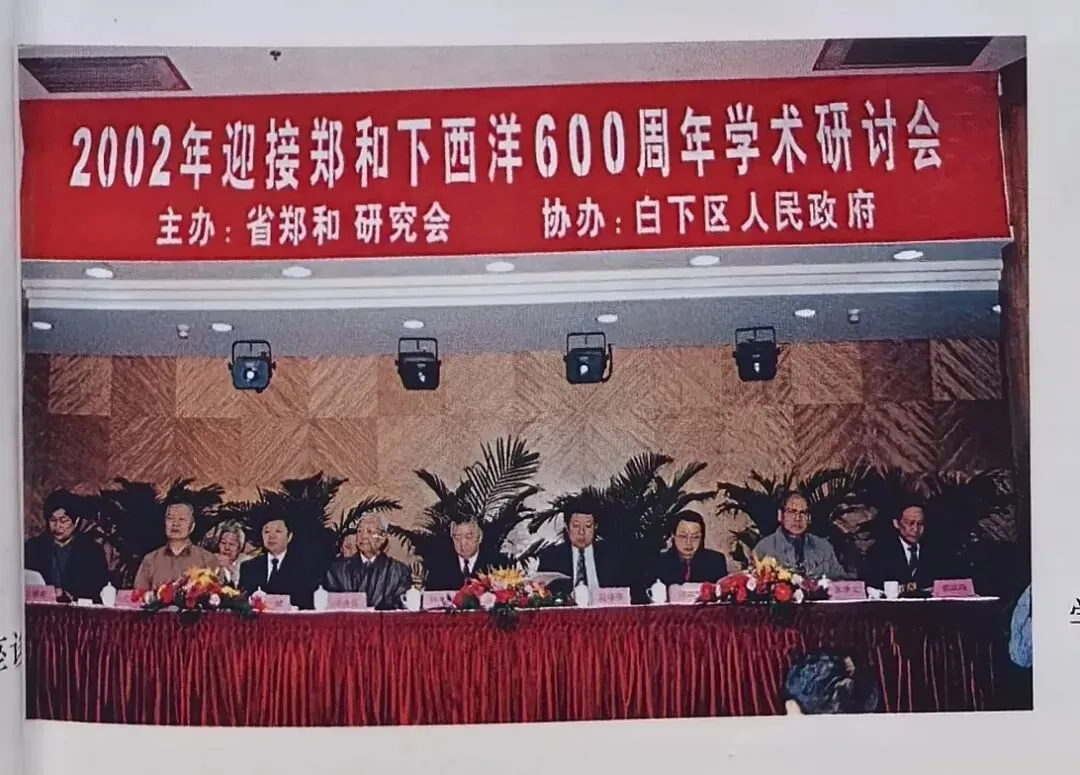 2002年迎接郑和下西洋600周年学术研讨会
主办：省郑和 研究会 协办：白下区人民政府